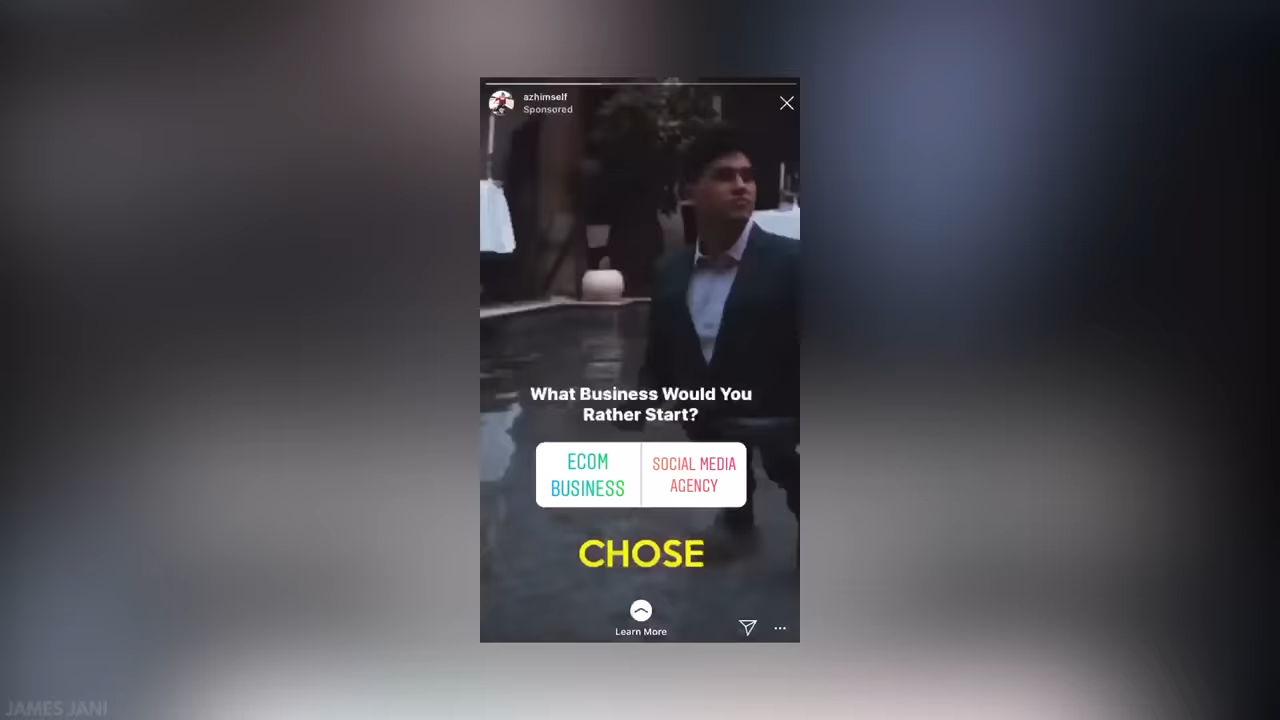 azhimself
Sponsored
What Business Would You
Rather Start?
ECOM
BUSINESS
SOCIAL MEDIA
AGENCY
CHOSE
Learn More
JAMES JANI